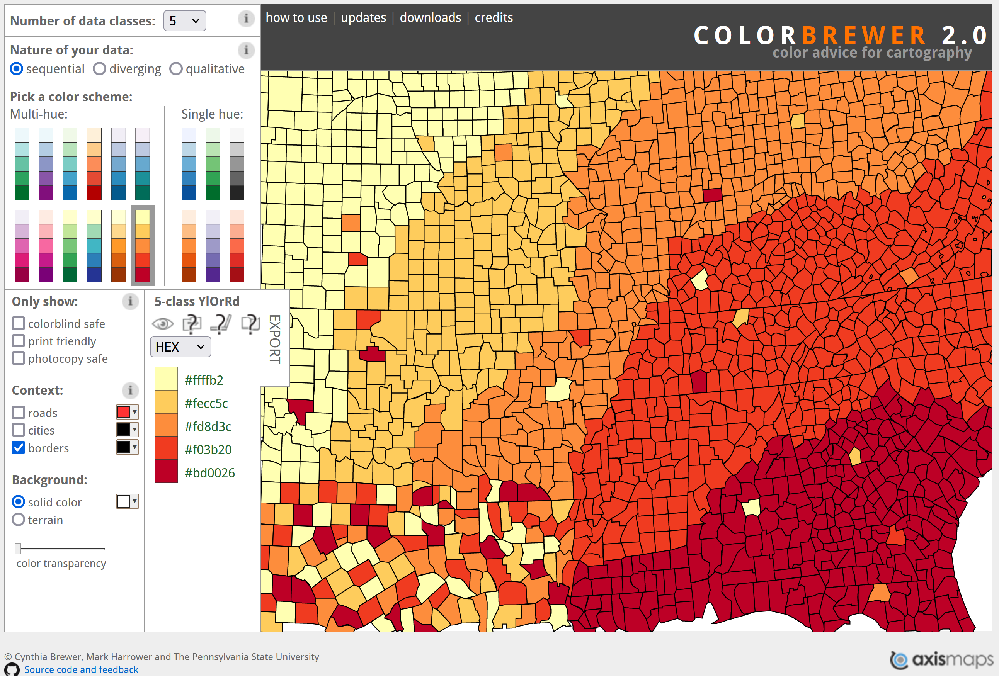 Number of data classes: 5
how to use | updates | downloads | credits
COLORBREWER 2.0
color advice for cartography
Nature of your data:
sequential diverging qualitative
Pick a color scheme:
Multi-hue: Single hue:
Only show:
colorblind safe
print friendly
photocopy safe
Context:
roads
cities
borders
Background:
solid color
terrain
color transparency
5-class YlOrRd
HEX
#ffffb2
#fecc5c
#fd8d3c
#f03b20
#bd0026
EXPORT
© Cynthia Brewer, Mark Harrower and The Pennsylvania State University
Source code and feedback
axismaps